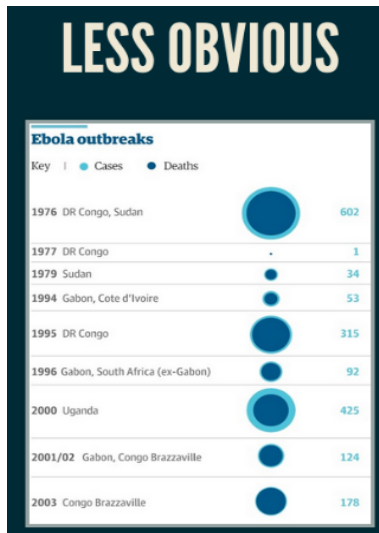 LESS OBVIOUS
Ebola outbreaks
Key | Cases Deaths
1976 DR Congo, Sudan 602
1977 DR Congo 1
1979 Sudan 34
1994 Gabon, Cote d'Ivoire 53
1995 DR Congo 315
1996 Gabon, South Africa (ex-Gabon) 92
2000 Uganda 425
2001/02 Gabon, Congo Brazzaville 124
2003 Congo Brazzaville 178